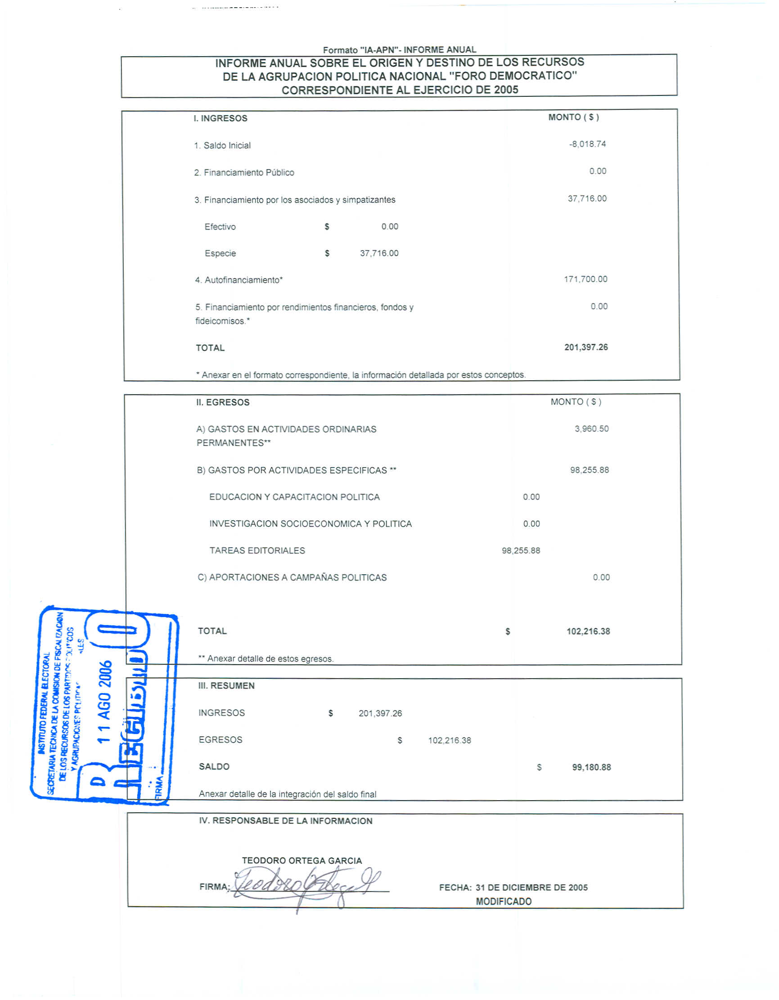 Formato "IA-APN"- INFORME ANUAL
INFORME ANUAL SOBRE EL ORIGEN Y DESTINO DE LOS RECURSOS
DE LA AGRUPACION POLITICA NACIONAL "FORO DEMOCRATICO"
CORRESPONDIENTE AL EJERCICIO DE 2005
I. INGRESOS MONTO ( $ )
1. Saldo Inicial -8,018.74
2. Financiamiento Público 0.00
3. Financiamiento por los asociados y simpatizantes 37,716.00
Efectivo $ 0.00
Especie $ 37,716.00
4. Autofinanciamiento* 171,700.00
5. Financiamiento por rendimientos financieros, fondos y 0.00
fideicomisos.*
TOTAL 201,397.26
* Anexar en el formato correspondiente, la información detallada por estos conceptos.
II. EGRESOS MONTO ( $ )
A) GASTOS EN ACTIVIDADES ORDINARIAS 3,960.50
PERMANENTES**
B) GASTOS POR ACTIVIDADES ESPECIFICAS ** 98,255.88
EDUCACION Y CAPACITACION POLITICA 0.00
INVESTIGACION SOCIOECONOMICA Y POLITICA 0.00
TAREAS EDITORIALES 98,255.88
C) APORTACIONES A CAMPAÑAS POLITICAS 0.00
TOTAL $ 102,216.38
** Anexar detalle de estos egresos.
INSTITUTO FEDERAL ELECTORAL
SECRETARIA TECNICA DE LA COMISION DE FISCALIZACION
DE LOS RECURSOS DE LOS PARTIDOS POLITICOS
Y AGRUPACIONES POLITICAS
11 AGO 2006
RECIBIDO
FIRMA
III. RESUMEN
INGRESOS $ 201,397.26
EGRESOS $ 102,216.38
SALDO $ 99,180.88
Anexar detalle de la integración del saldo final
IV. RESPONSABLE DE LA INFORMACION
TEODORO ORTEGA GARCIA
FIRMA: Teodoro Ortega G FECHA: 31 DE DICIEMBRE DE 2005
MODIFICADO